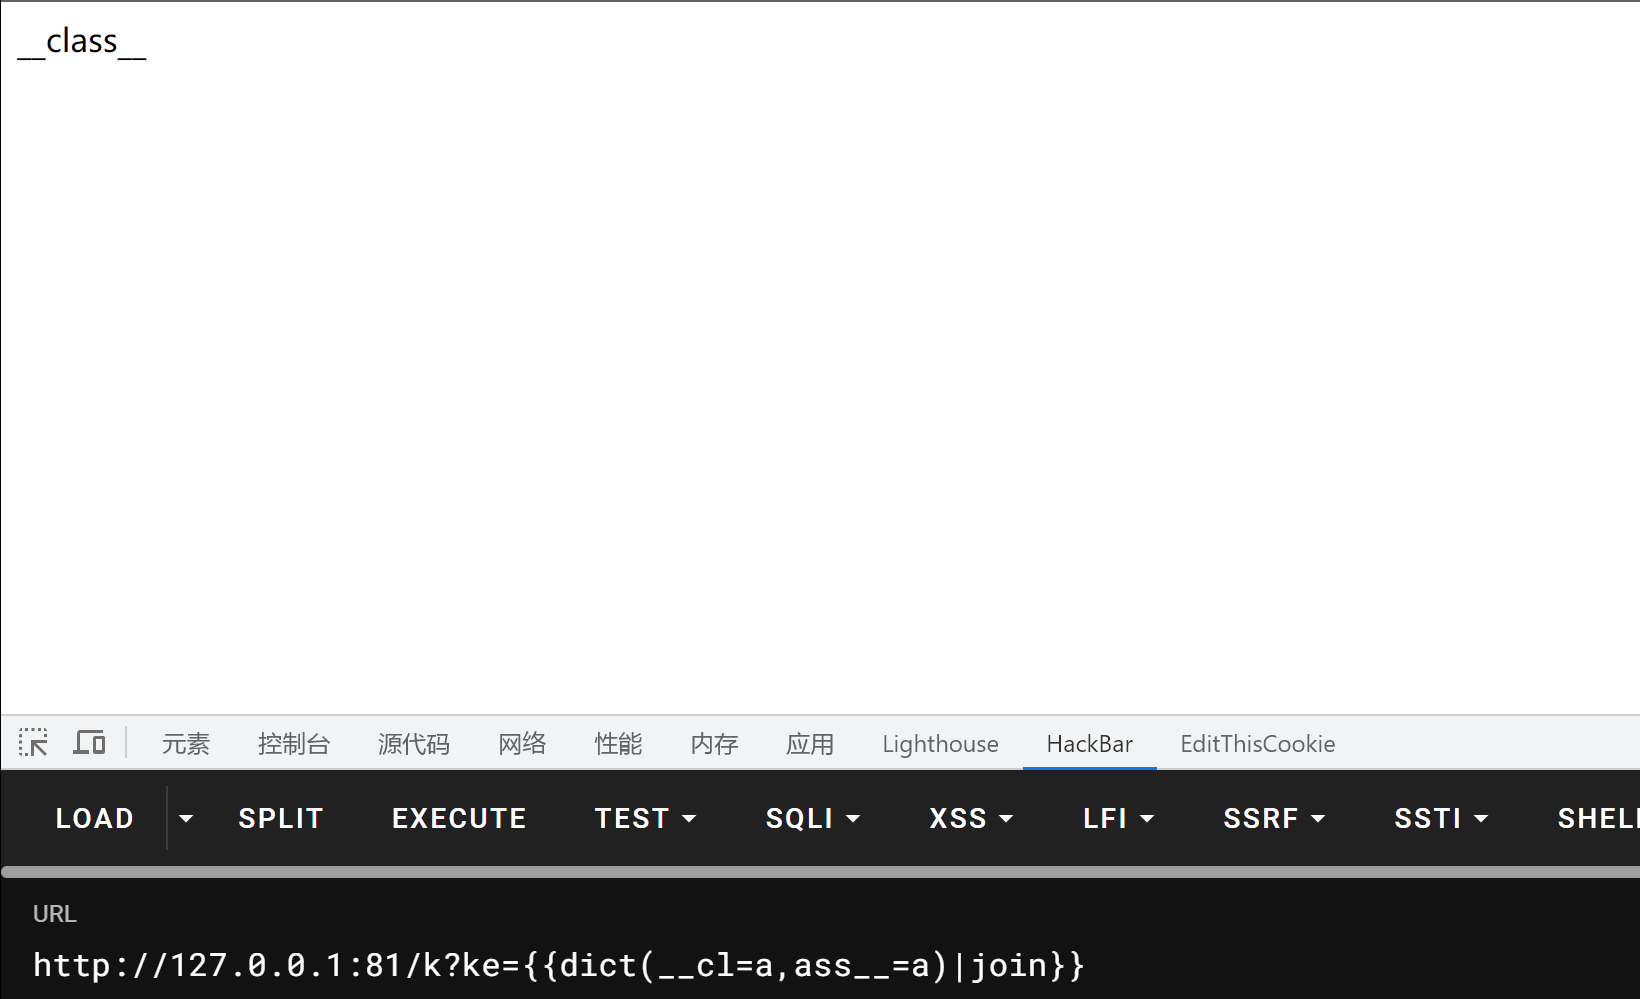 __class__
元素 控制台 源代码 网络 性能 内存 应用 Lighthouse HackBar EditThisCookie
LOAD SPLIT EXECUTE TEST SQLI XSS LFI SSRF SSTI SHELL
URL
http://127.0.0.1:81/k?ke={{dict(__cl=a,ass__=a)|join}}